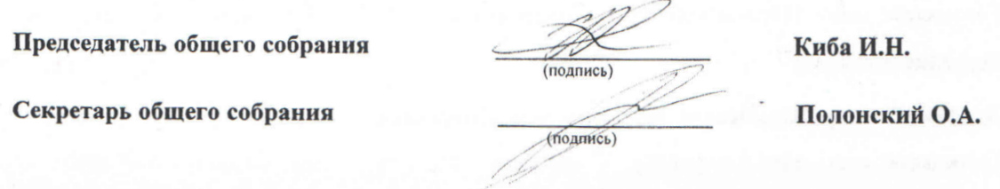 Председатель общего собрания Киба И.Н.
(подпись)
Секретарь общего собрания Полонский О.А.
(подпись)